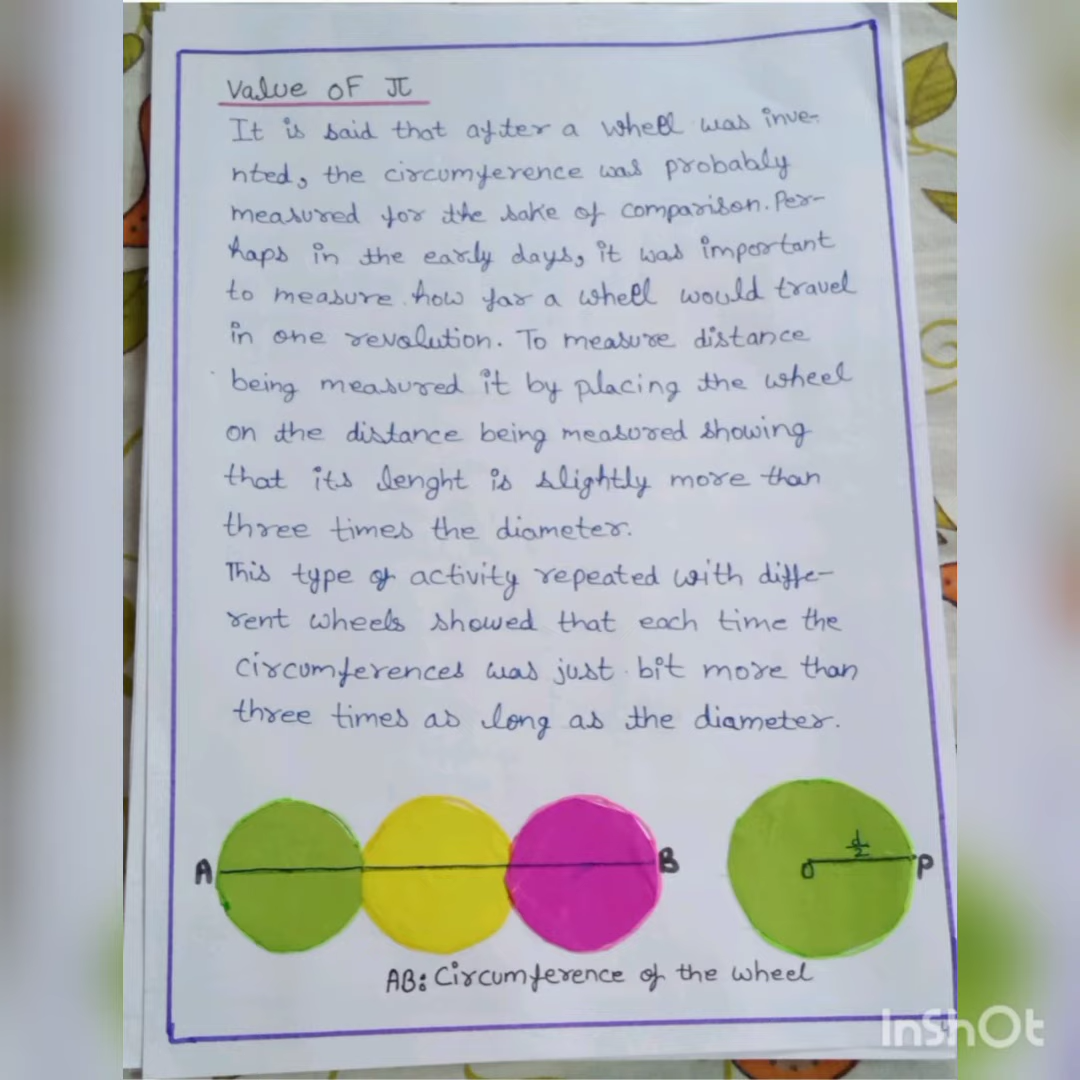 Value of π
It is said that after a wheel was inve-
nted, the circumference was probably
measured for the sake of comparison. Per-
haps in the early days, it was important
to measure how far a wheel would travel
in one revolution. To measure distance
being measured it by placing the wheel
on the distance being measured showing
that its lenght is slightly more than
three times the diameter.
This type of activity repeated with diffe-
rent wheels showed that each time the
circumferences was just bit more than
three times as long as the diameter.
A B O d/2 P
AB: Circumference of the wheel
InShOt